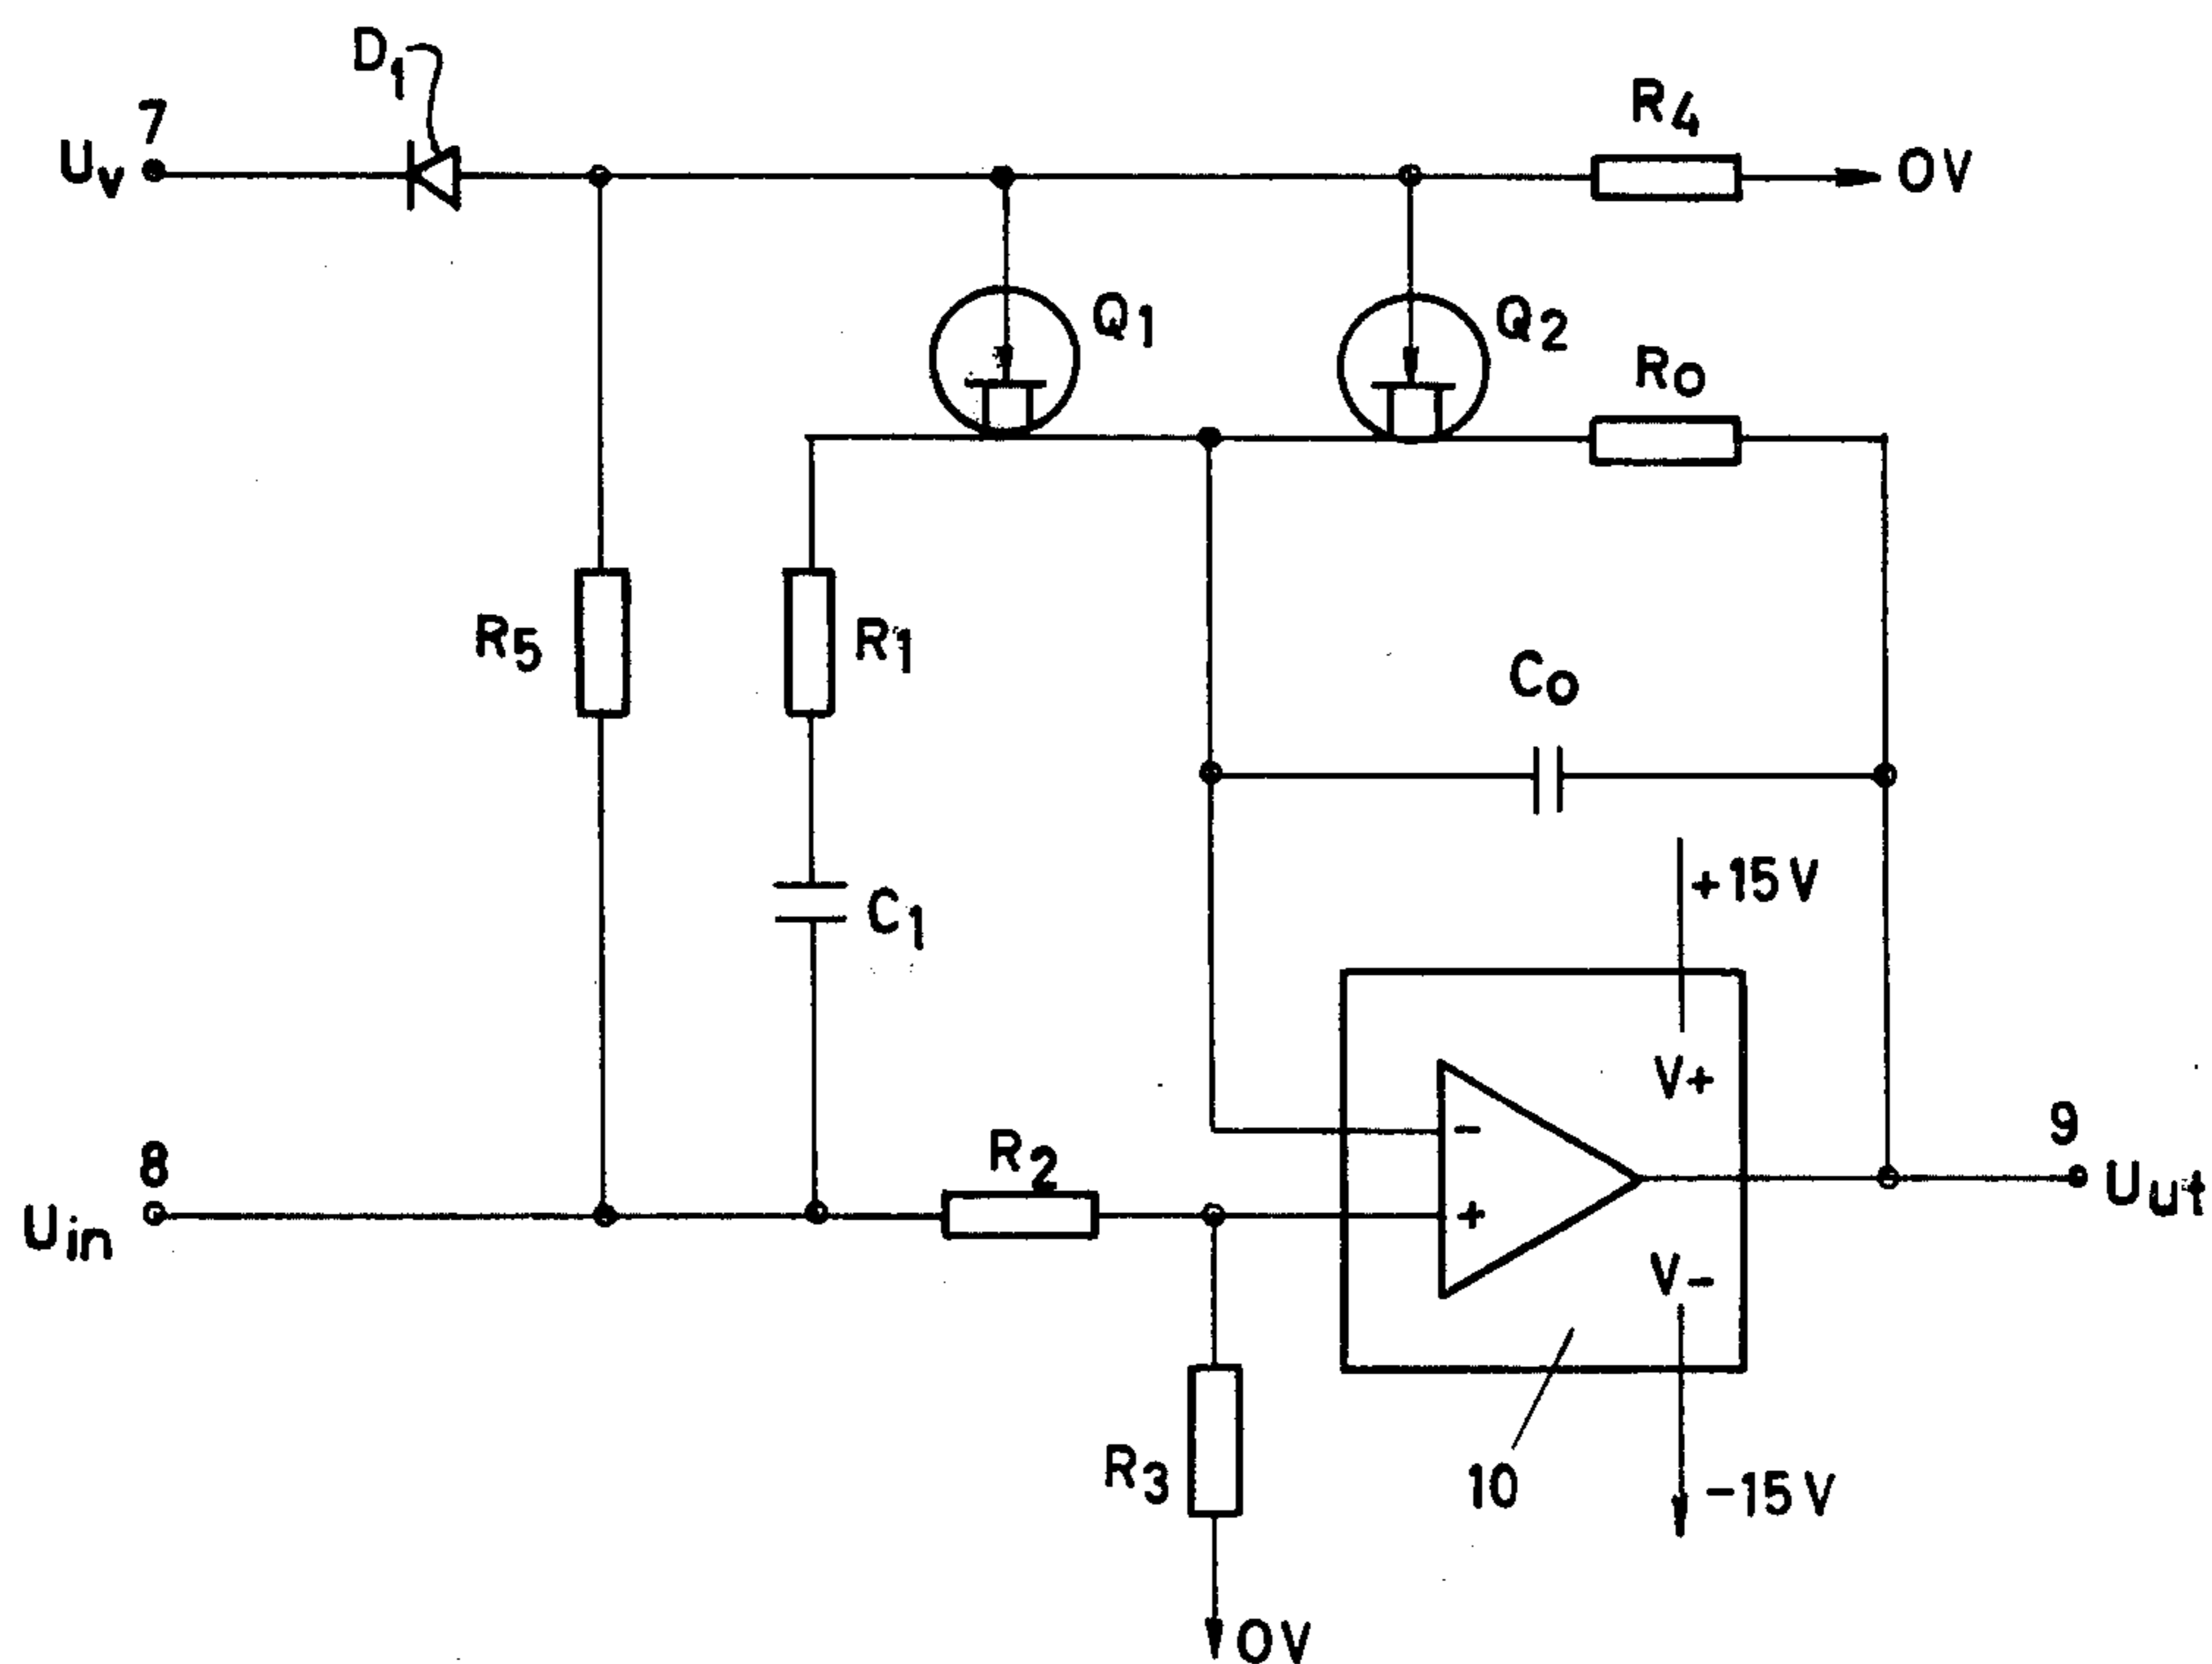 D1
7
Uv
R4
0V
Q1
Q2
R0
R5
R1
C0
C1
+15V
V+
8
Uin
R2
-
+
9
Uut
V-
R3
10
-15V
0V